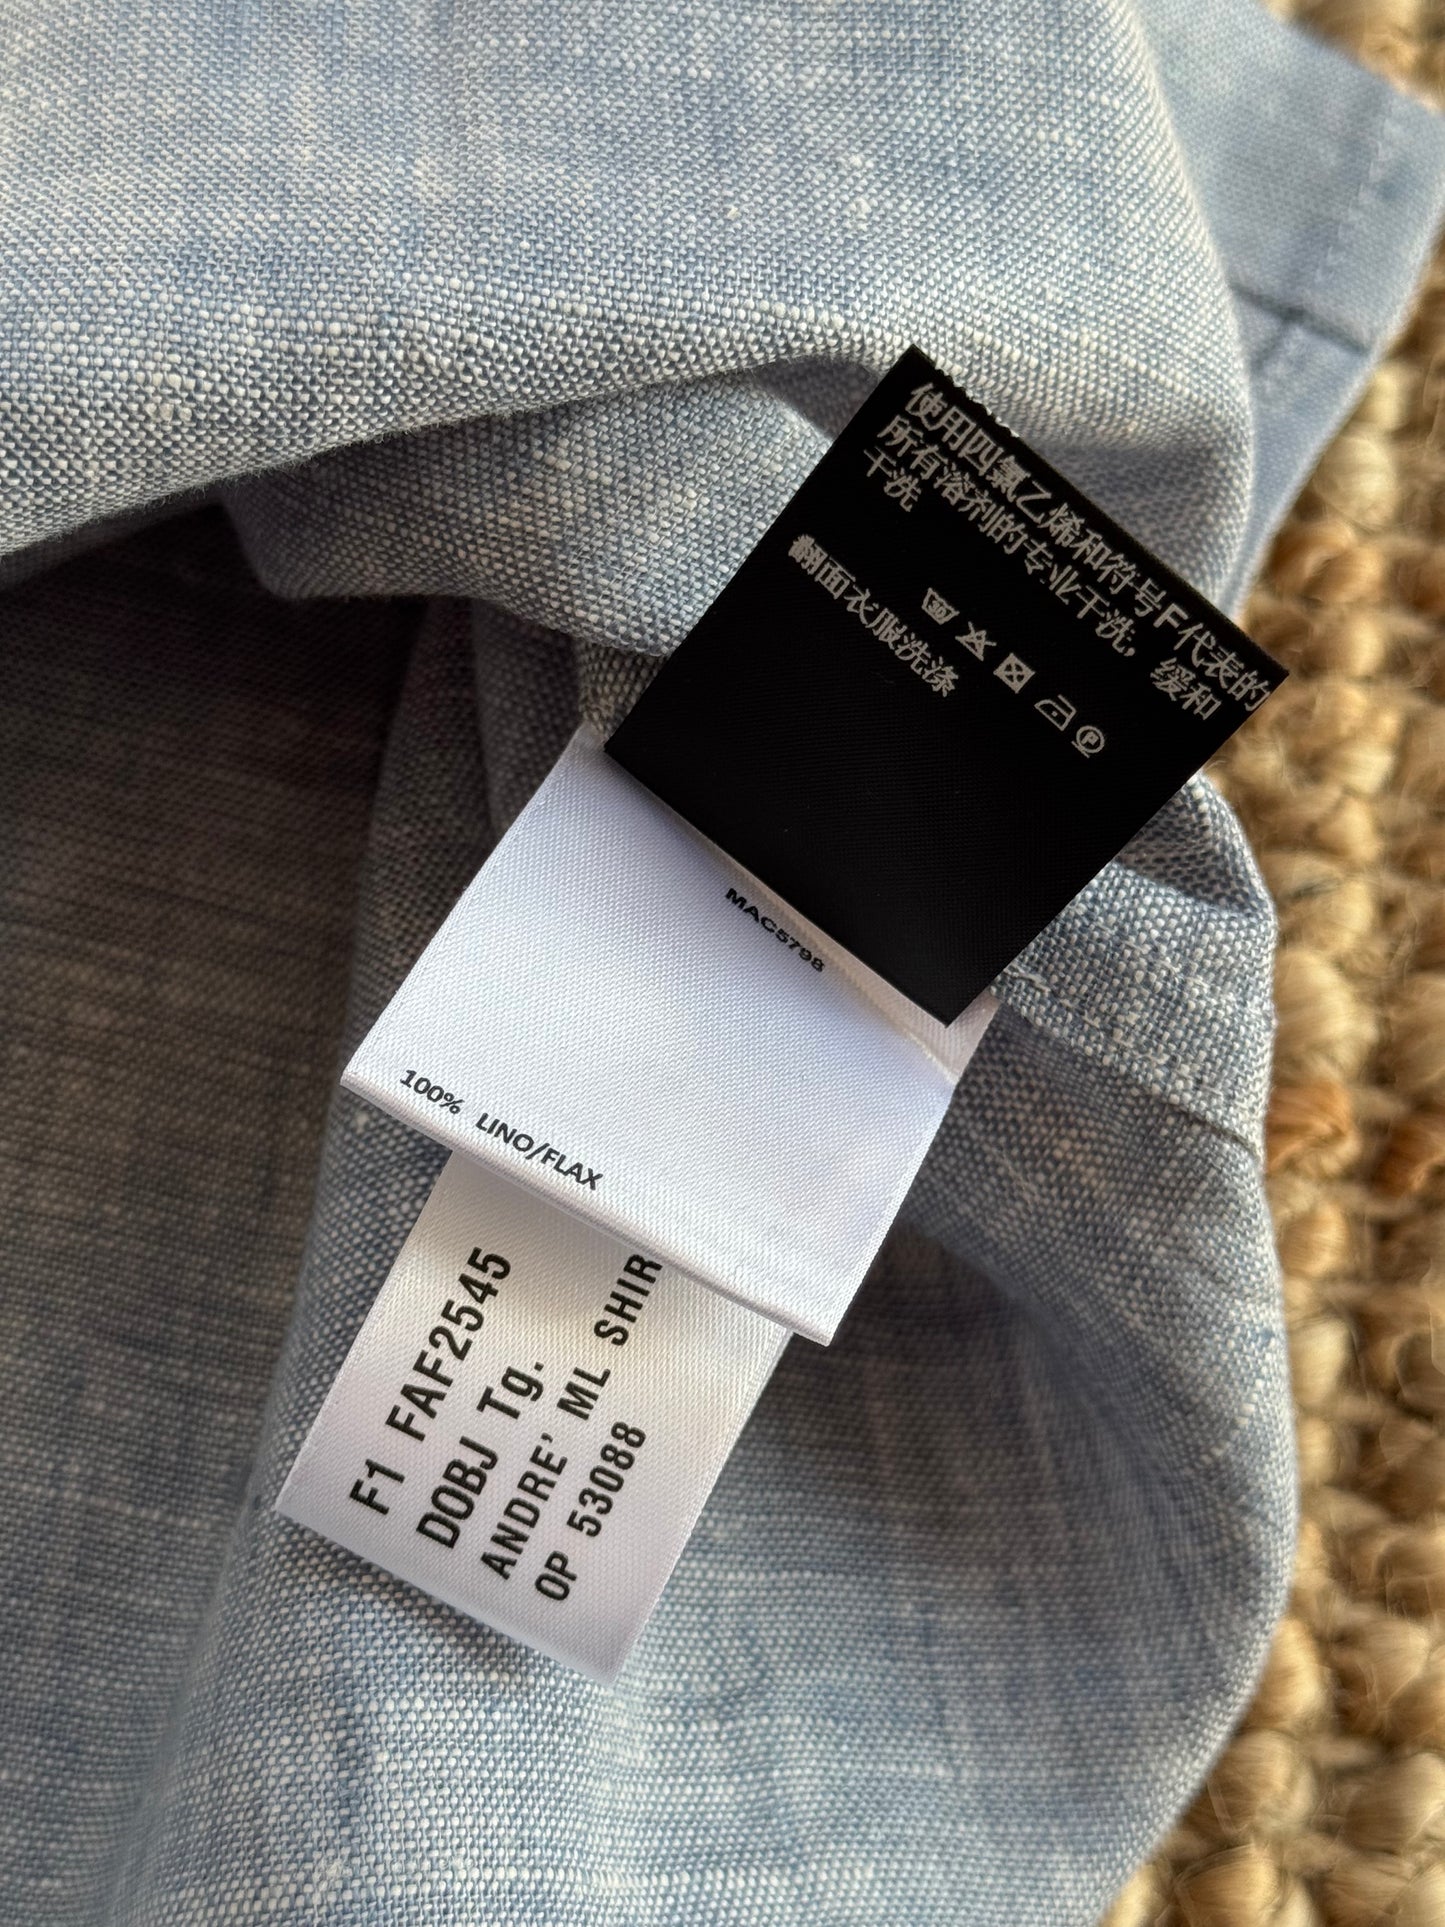 使用四氯乙烯和符号F代表的
所有溶剂的专业干洗，缓和
干洗
30
P
翻面衣服洗涤
MAC5798
100% LINO/FLAX
F1 FAF2545
DOBJ Tg.
ANDRE' ML SHIR
OP 53088